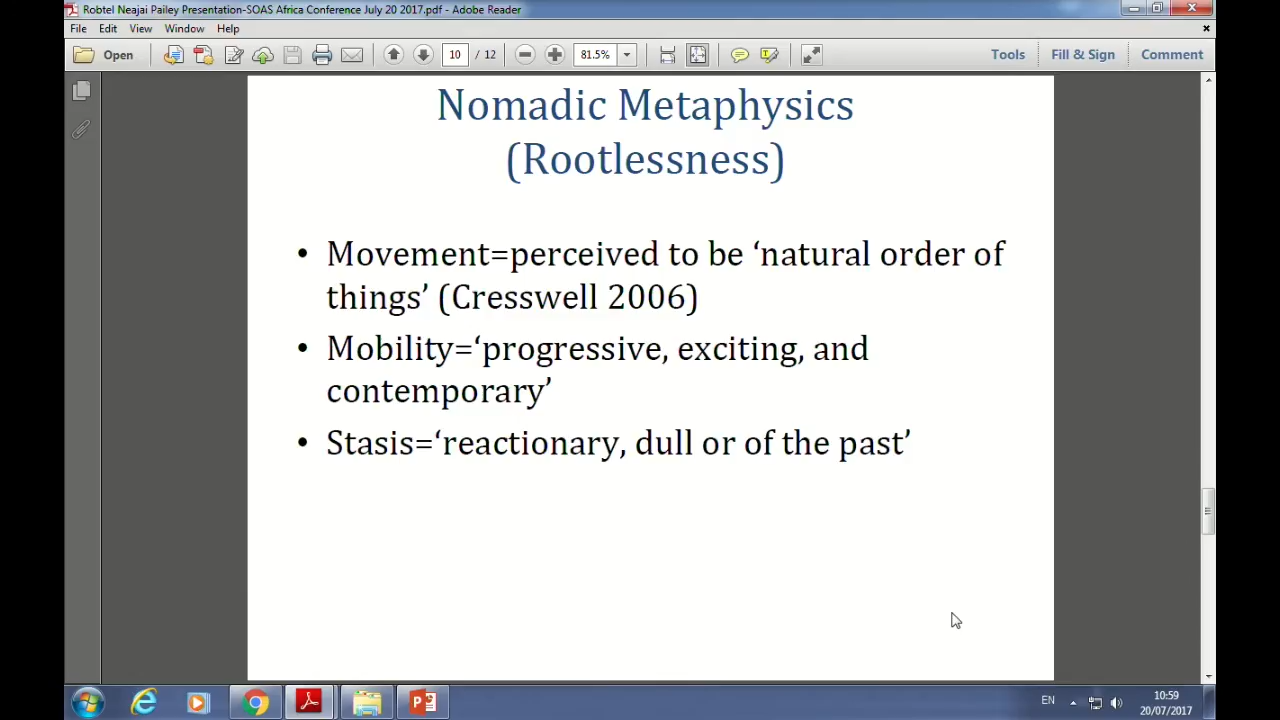 Robtel Neajai Pailey Presentation-SOAS Africa Conference July 20 2017.pdf - Adobe Reader
File Edit View Window Help
Open 10 / 12 81.5% Tools Fill & Sign Comment
Nomadic Metaphysics
(Rootlessness)
• Movement=perceived to be ‘natural order of
things’ (Cresswell 2006)
• Mobility=‘progressive, exciting, and
contemporary’
• Stasis=‘reactionary, dull or of the past’
EN 10:59
20/07/2017